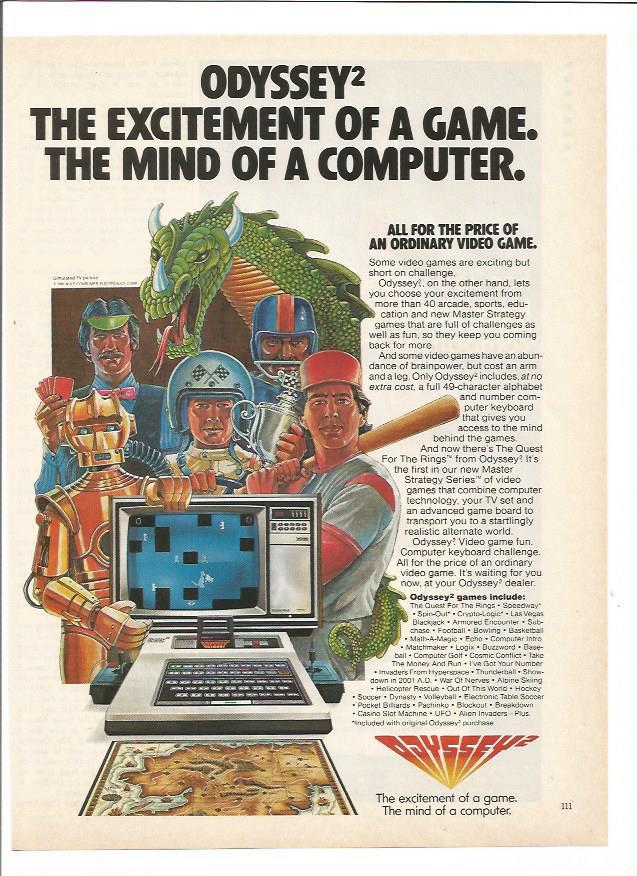 ODYSSEY²
THE EXCITEMENT OF A GAME.
THE MIND OF A COMPUTER.
ALL FOR THE PRICE OF
AN ORDINARY VIDEO GAME.
Simulated TV picture
Some video games are exciting but
short on challenge.
Odyssey², on the other hand, lets
you choose your excitement from
more than 40 arcade, sports, edu-
cation and new Master Strategy
games that are full of challenges as
well as fun, so they keep you coming
back for more.
And some video games have an abun-
dance of brainpower, but cost an arm
and a leg. Only Odyssey² includes, at no
extra cost, a full 49-character alphabet
and number com-
puter keyboard
that gives you
access to the mind
behind the games.
And now there's The Quest
For The Rings™ from Odyssey². It's
the first in our new Master
Strategy Series™ of video
games that combine computer
technology, your TV set and
an advanced game board to
transport you to a startlingly
realistic alternate world.
Odyssey². Video game fun.
Computer keyboard challenge.
All for the price of an ordinary
video game. It's waiting for you
now, at your Odyssey² dealer.
Odyssey² games include:
The Quest For The Rings • Speedway*
• Spin-Out* • Crypto-Logic* • Las Vegas
Blackjack • Armored Encounter • Sub-
chase • Football • Bowling • Basketball
• Math-A-Magic • Echo • Computer Intro
• Matchmaker • Logix • Buzzword • Base-
ball • Computer Golf • Cosmic Conflict • Take
The Money And Run • I've Got Your Number
• Invaders From Hyperspace • Thunderball • Show-
down in 2001 A.D. • War Of Nerves • Alpine Skiing
• Helicopter Rescue • Out Of This World • Hockey
• Soccer • Dynasty • Volleyball • Electronic Table Soccer
• Pocket Billiards • Pachinko • Blockout • Breakdown
• Casino Slot Machine • UFO • Alien Invaders—Plus.
*Included with original Odyssey² purchase
ODYSSEY²
The excitement of a game.
The mind of a computer.
111